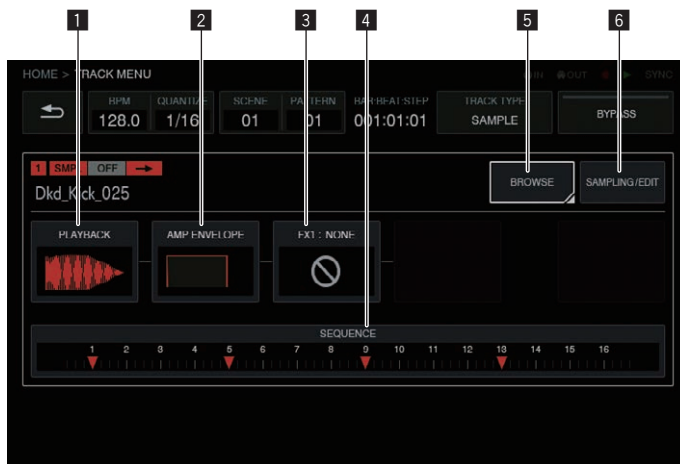 1 2 3 4 5 6
HOME > TRACK MENU IN OUT SYNC
BPM QUANTIZE SCENE PATTERN BAR:BEAT:STEP TRACK TYPE
128.0 1/16 01 01 001:01:01 SAMPLE BYPASS
1 SMP OFF
Dkd_Kick_025 BROWSE SAMPLING/EDIT
PLAYBACK AMP ENVELOPE FX1 : NONE
SEQUENCE
1 2 3 4 5 6 7 8 9 10 11 12 13 14 15 16